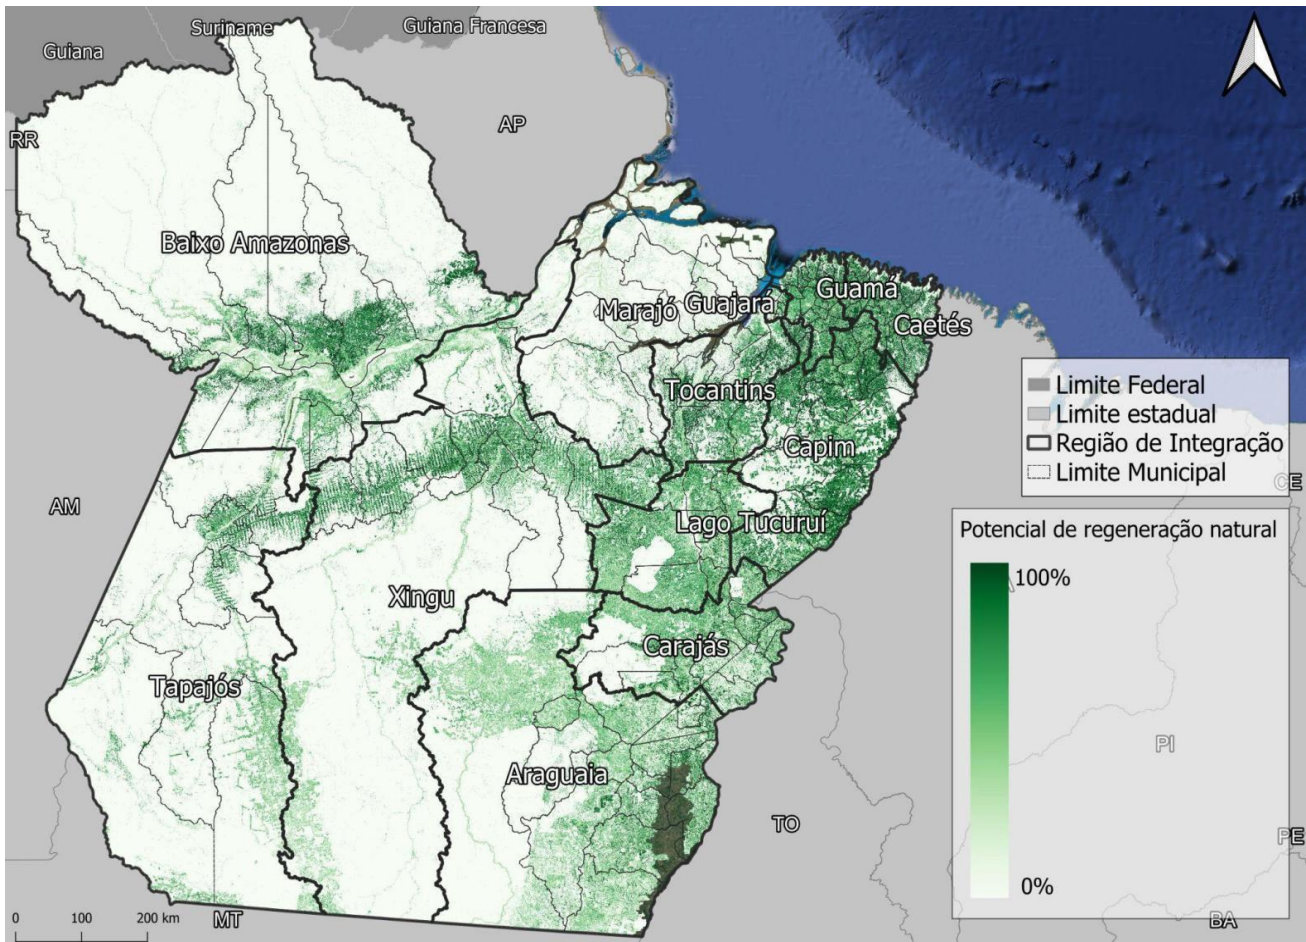 Suriname
Guiana Francesa
Guiana
AP
RR
Baixo Amazonas
Guamá
Marajó
Guajará
Caetés
Limite Federal
Limite estadual
Região de Integração
Limite Municipal
Tocantins
Capim
CE
AM
Lago Tucuruí
Potencial de regeneração natural
100%
Xingu
Carajás
Tapajós
PI
Araguaia
TO
PE
0%
0 100 200 km
MT
BA